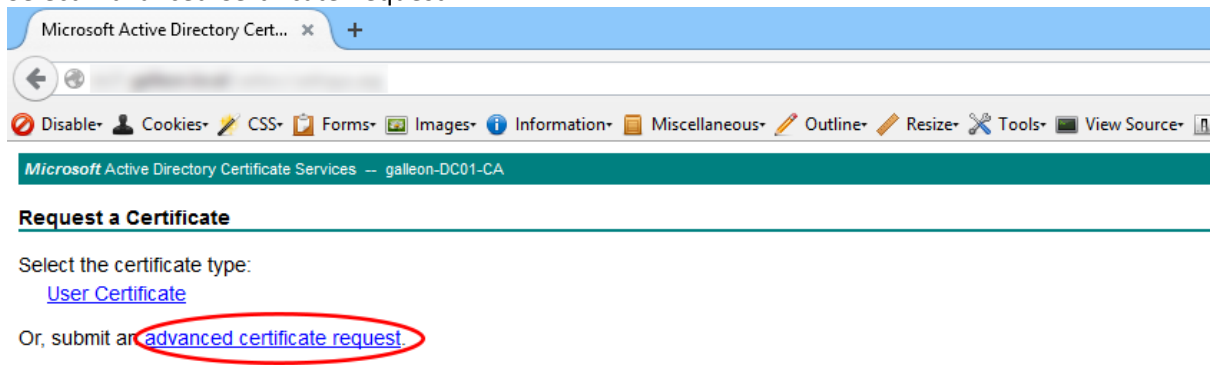 Microsoft Active Directory Cert... × +
Disable Cookies CSS Forms Images Information Miscellaneous Outline Resize Tools View Source
Microsoft Active Directory Certificate Services -- galleon-DC01-CA
Request a Certificate
Select the certificate type:
User Certificate
Or, submit an advanced certificate request.